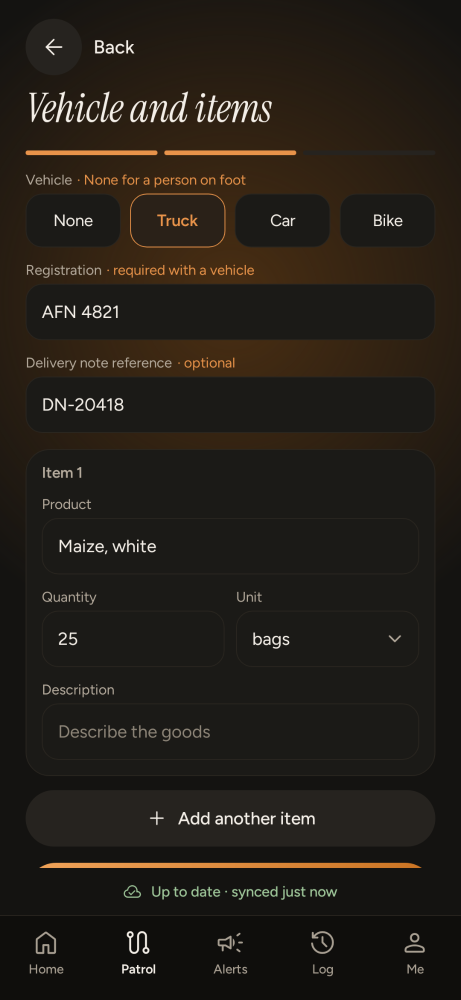 Back
Vehicle and items
Vehicle · None for a person on foot
None Truck Car Bike
Registration · required with a vehicle
AFN 4821
Delivery note reference · optional
DN-20418
Item 1
Product
Maize, white
Quantity Unit
25 bags
Description
Describe the goods
Add another item
Up to date · synced just now
Home Patrol Alerts Log Me